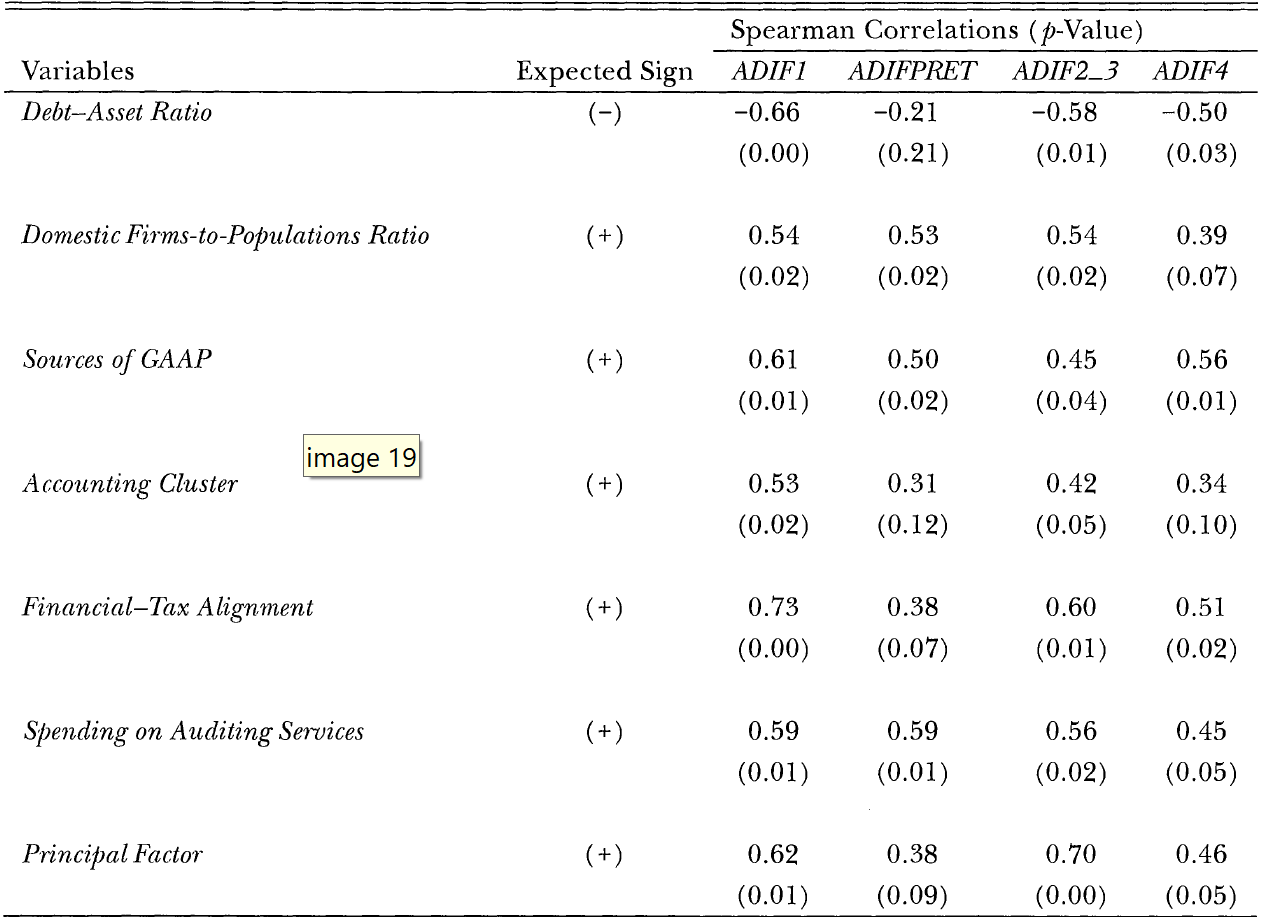 Spearman Correlations (p-Value)
Variables Expected Sign ADIF1 ADIFPRET ADIF2_3 ADIF4
Debt–Asset Ratio (−) −0.66 −0.21 −0.58 −0.50
(0.00) (0.21) (0.01) (0.03)
Domestic Firms-to-Populations Ratio (+) 0.54 0.53 0.54 0.39
(0.02) (0.02) (0.02) (0.07)
Sources of GAAP (+) 0.61 0.50 0.45 0.56
(0.01) (0.02) (0.04) (0.01)
image 19
Accounting Cluster (+) 0.53 0.31 0.42 0.34
(0.02) (0.12) (0.05) (0.10)
Financial–Tax Alignment (+) 0.73 0.38 0.60 0.51
(0.00) (0.07) (0.01) (0.02)
Spending on Auditing Services (+) 0.59 0.59 0.56 0.45
(0.01) (0.01) (0.02) (0.05)
Principal Factor (+) 0.62 0.38 0.70 0.46
(0.01) (0.09) (0.00) (0.05)